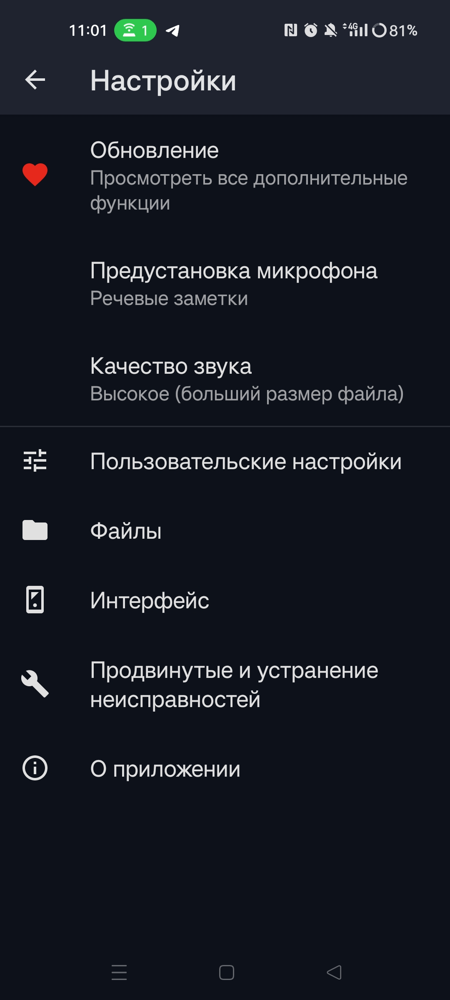 11:01 1 4G 81%
Настройки
Обновление
Просмотреть все дополнительные
функции
Предустановка микрофона
Речевые заметки
Качество звука
Высокое (больший размер файла)
Пользовательские настройки
Файлы
Интерфейс
Продвинутые и устранение
неисправностей
О приложении